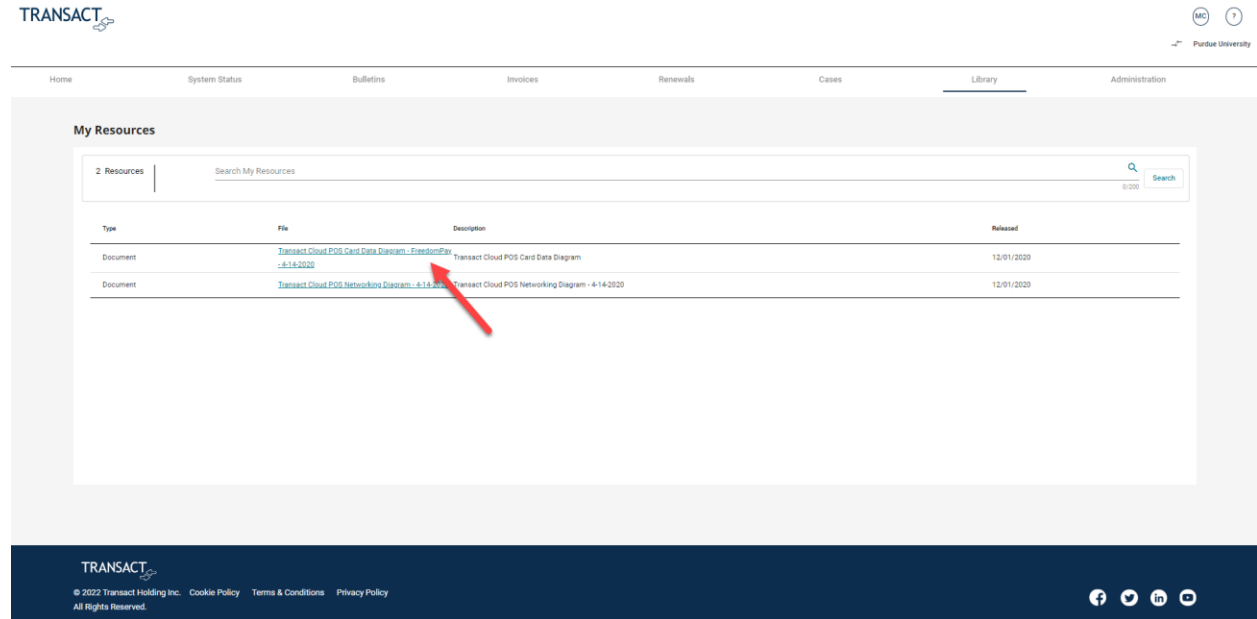 TRANSACT
MC ?
Purdue University
Home System Status Bulletins Invoices Renewals Cases Library Administration
My Resources
2 Resources Search My Resources Search
0/200
Type File Description Released
Document Transact Cloud POS Card Data Diagram - FreedomPay - 4-14-2020 Transact Cloud POS Card Data Diagram 12/01/2020
Document Transact Cloud POS Networking Diagram - 4-14- Transact Cloud POS Networking Diagram - 4-14-2020 12/01/2020
TRANSACT
© 2022 Transact Holding Inc. Cookie Policy Terms & Conditions Privacy Policy
All Rights Reserved.